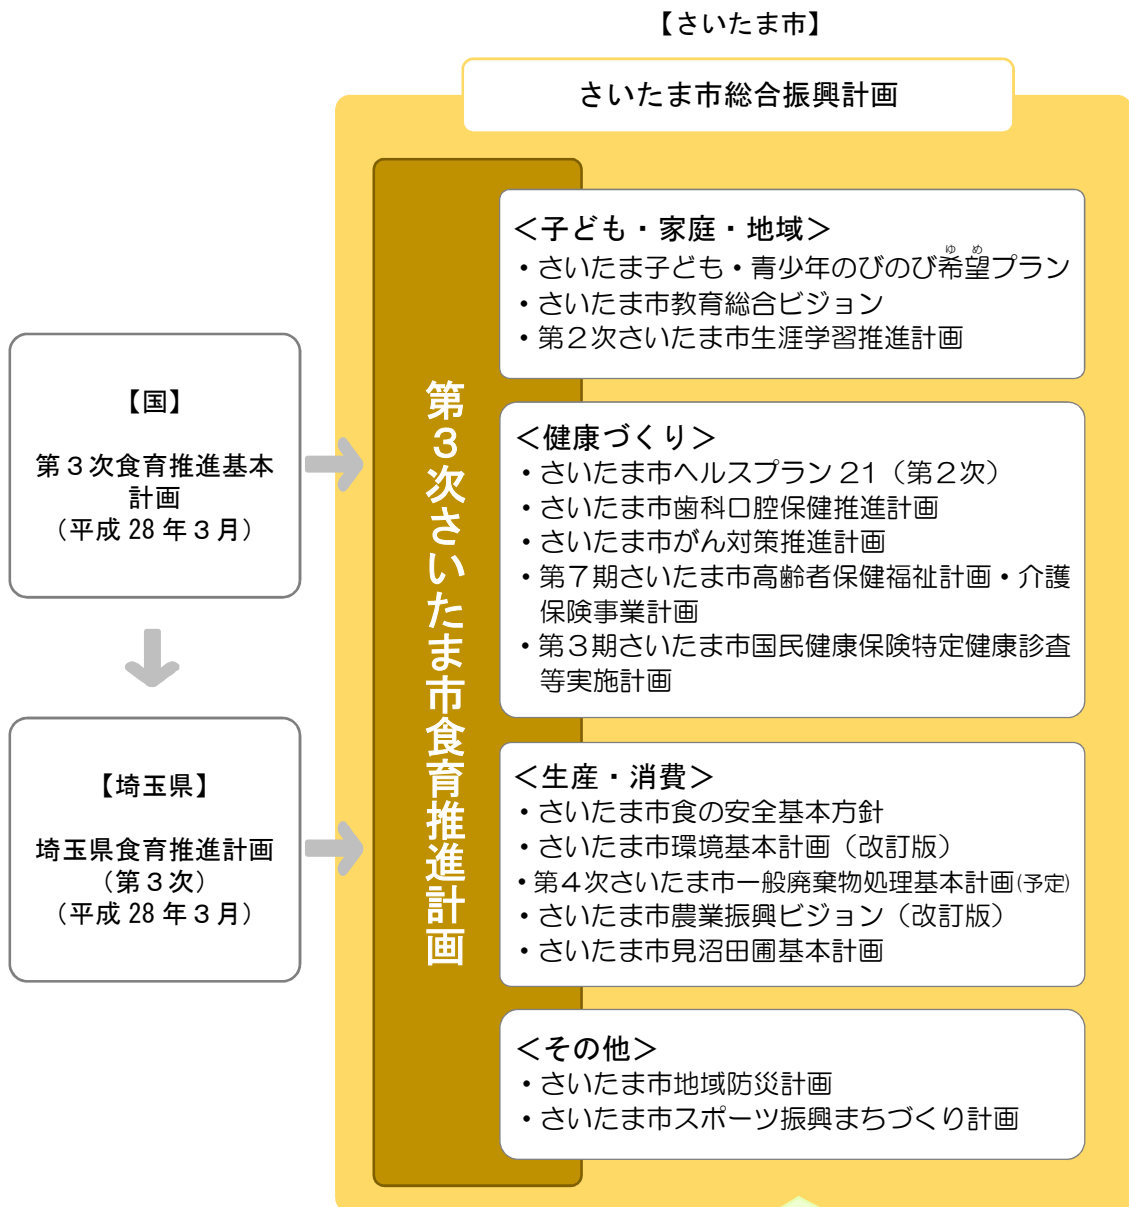 【さいたま市】
さいたま市総合振興計画
【国】
第３次食育推進基本
計画
（平成 28 年３月）
【埼玉県】
埼玉県食育推進計画
（第３次）
（平成 28 年３月）
第３次さいたま市食育推進計画
＜子ども・家庭・地域＞
・さいたま子ども・青少年のびのび希望プラン
ゆめ
・さいたま市教育総合ビジョン
・第２次さいたま市生涯学習推進計画
＜健康づくり＞
・さいたま市ヘルスプラン 21（第２次）
・さいたま市歯科口腔保健推進計画
・さいたま市がん対策推進計画
・第７期さいたま市高齢者保健福祉計画・介護
保険事業計画
・第３期さいたま市国民健康保険特定健康診査
等実施計画
＜生産・消費＞
・さいたま市食の安全基本方針
・さいたま市環境基本計画（改訂版）
・第４次さいたま市一般廃棄物処理基本計画(予定)
・さいたま市農業振興ビジョン（改訂版）
・さいたま市見沼田圃基本計画
＜その他＞
・さいたま市地域防災計画
・さいたま市スポーツ振興まちづくり計画